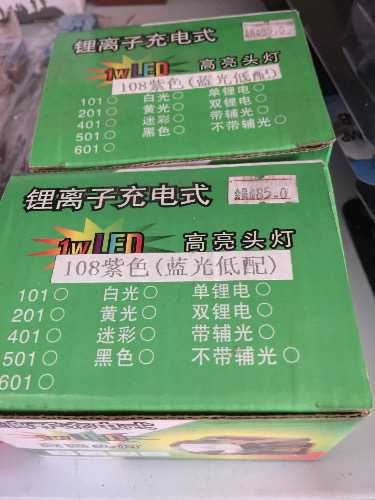 锂离子充电式
1W LED 高亮头灯
108紫色(蓝光低配)
101○ 白光○ 单锂电○
201○ 黄光○ 双锂电○
401○ 迷彩○ 带辅光○
501○ 黑色○ 不带辅光○
601○
锂离子充电式
85.0
1W LED 高亮头灯
108紫色(蓝光低配)
101○ 白光○ 单锂电○
201○ 黄光○ 双锂电○
401○ 迷彩○ 带辅光○
501○ 黑色○ 不带辅光○
601○
1W LED